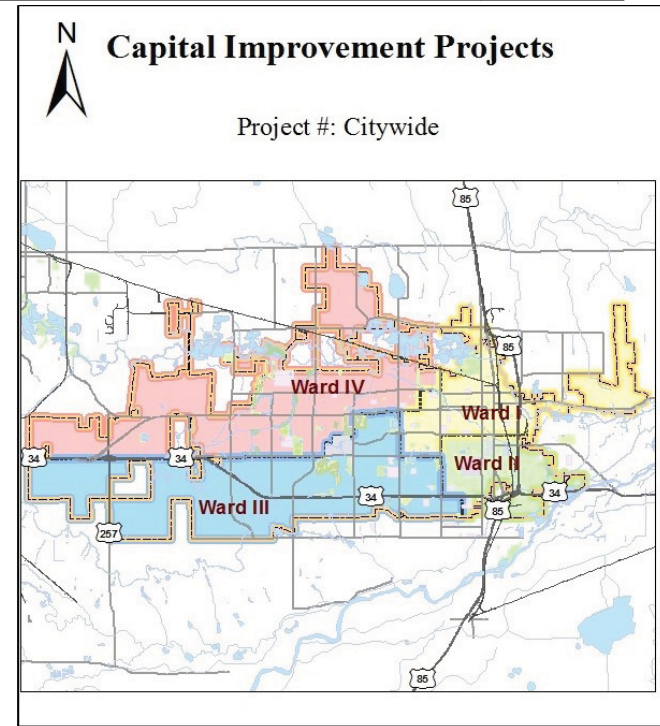 N
Capital Improvement Projects
Project #: Citywide
85
85
Ward IV
Ward I
34
34
Ward II
34
34
Ward III
85
257
85